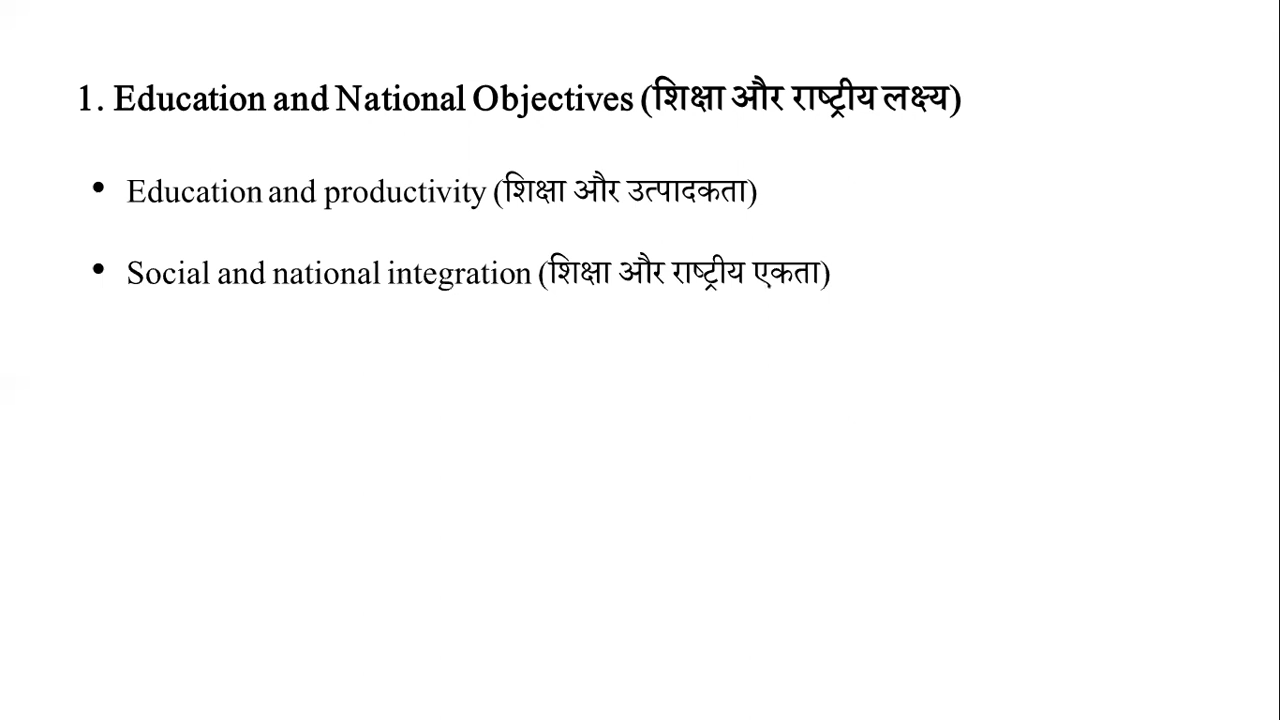 1. Education and National Objectives (शिक्षा और राष्ट्रीय लक्ष्य)
• Education and productivity (शिक्षा और उत्पादकता)
• Social and national integration (शिक्षा और राष्ट्रीय एकता)